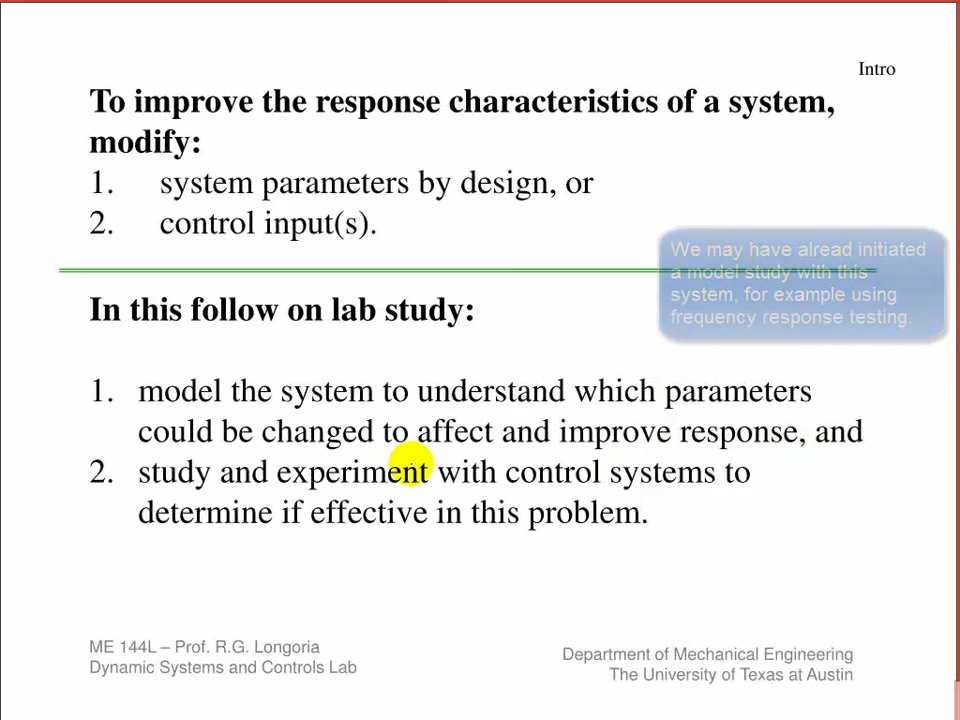 Intro
To improve the response characteristics of a system,
modify:
1. system parameters by design, or
2. control input(s).
We may have alread initiated
a model study with this
system, for example using
frequency response testing.
In this follow on lab study:
1. model the system to understand which parameters
could be changed to affect and improve response, and
2. study and experiment with control systems to
determine if effective in this problem.
ME 144L – Prof. R.G. Longoria
Dynamic Systems and Controls Lab
Department of Mechanical Engineering
The University of Texas at Austin